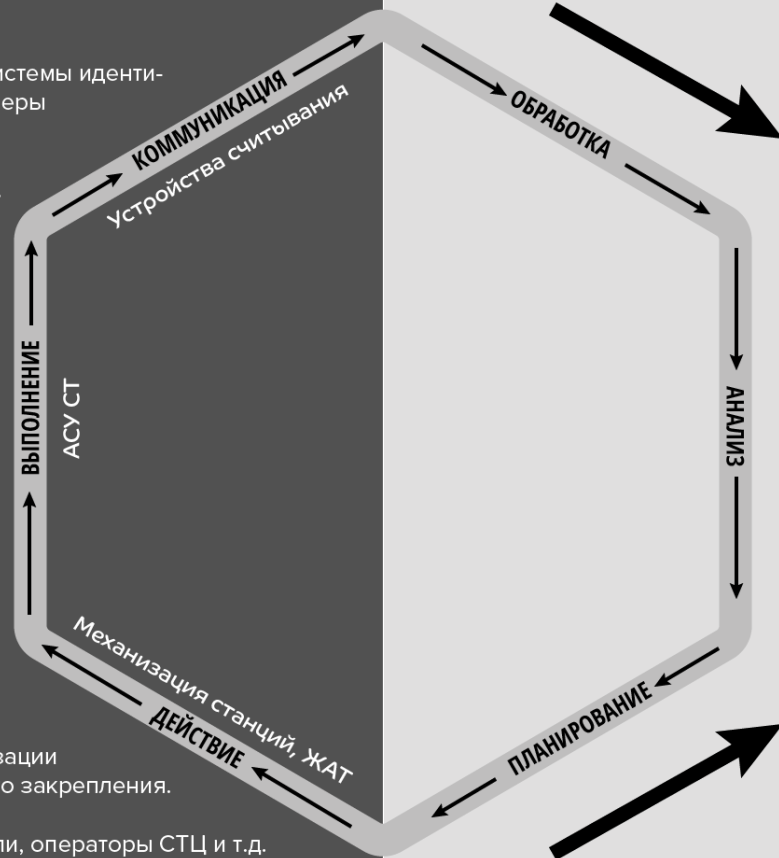 истемы иденти-
еры
КОММУНИКАЦИЯ
Устройства считывания
ОБРАБОТКА
ВЫПОЛНЕНИЕ
АСУ СТ
АНАЛИЗ
Механизация станций, ЖАТ
ДЕЙСТВИЕ
ПЛАНИРОВАНИЕ
зации
о закрепления.
ли, операторы СТЦ и т.д.